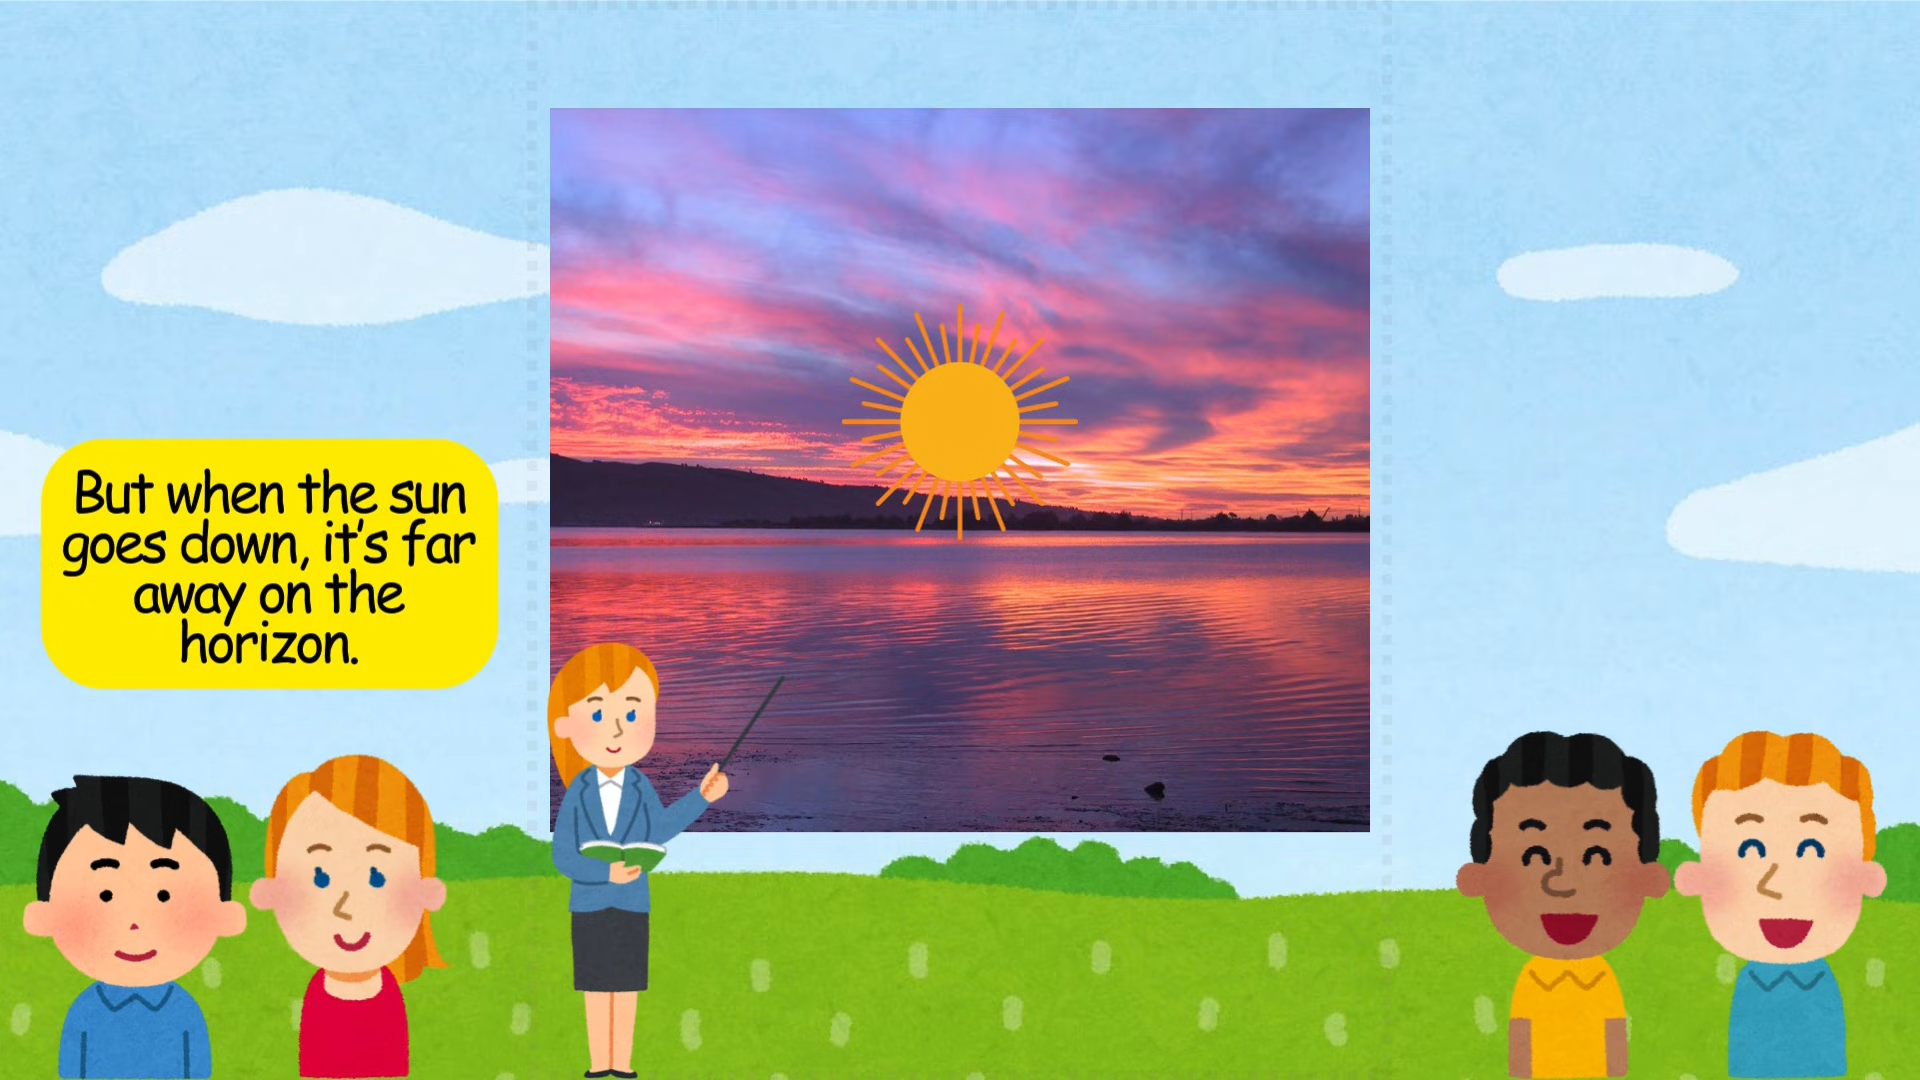 But when the sun
goes down, it's far
away on the
horizon.